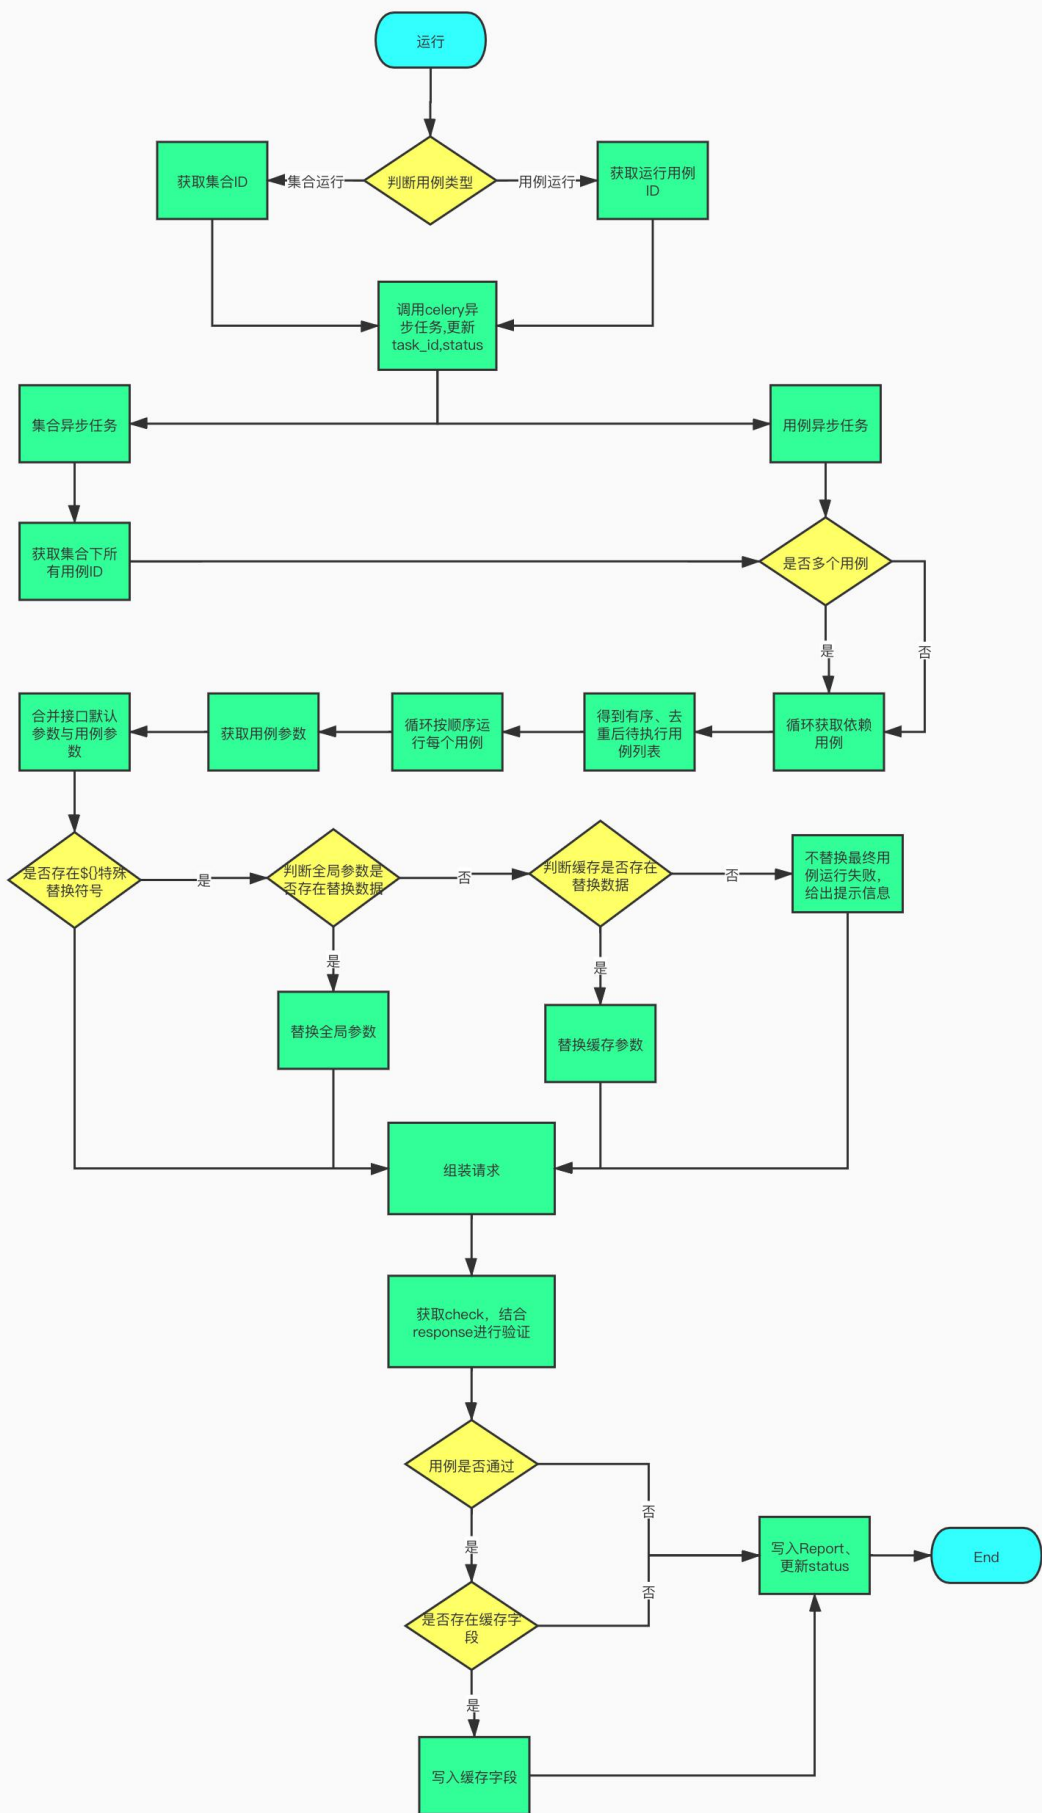 运行
获取集合ID
集合运行
判断用例类型
用例运行
获取运行用例
ID
调用celery异
步任务,更新
task_id,status
集合异步任务
用例异步任务
获取集合下所
有用例ID
是否多个用例
是
否
合并接口默认
参数与用例参
数
获取用例参数
循环按顺序运
行每个用例
得到有序、去
重后待执行用
例列表
循环获取依赖
用例
是否存在${}特殊
替换符号
是
判断全局参数是
否存在替换数据
否
判断缓存是否存在
替换数据
否
不替换最终用
例运行失败，
给出提示信息
是
是
替换全局参数
替换缓存参数
组装请求
获取check，结合
response进行验证
用例是否通过
否
是
写入Report、
更新status
End
否
是否存在缓存字
段
是
写入缓存字段